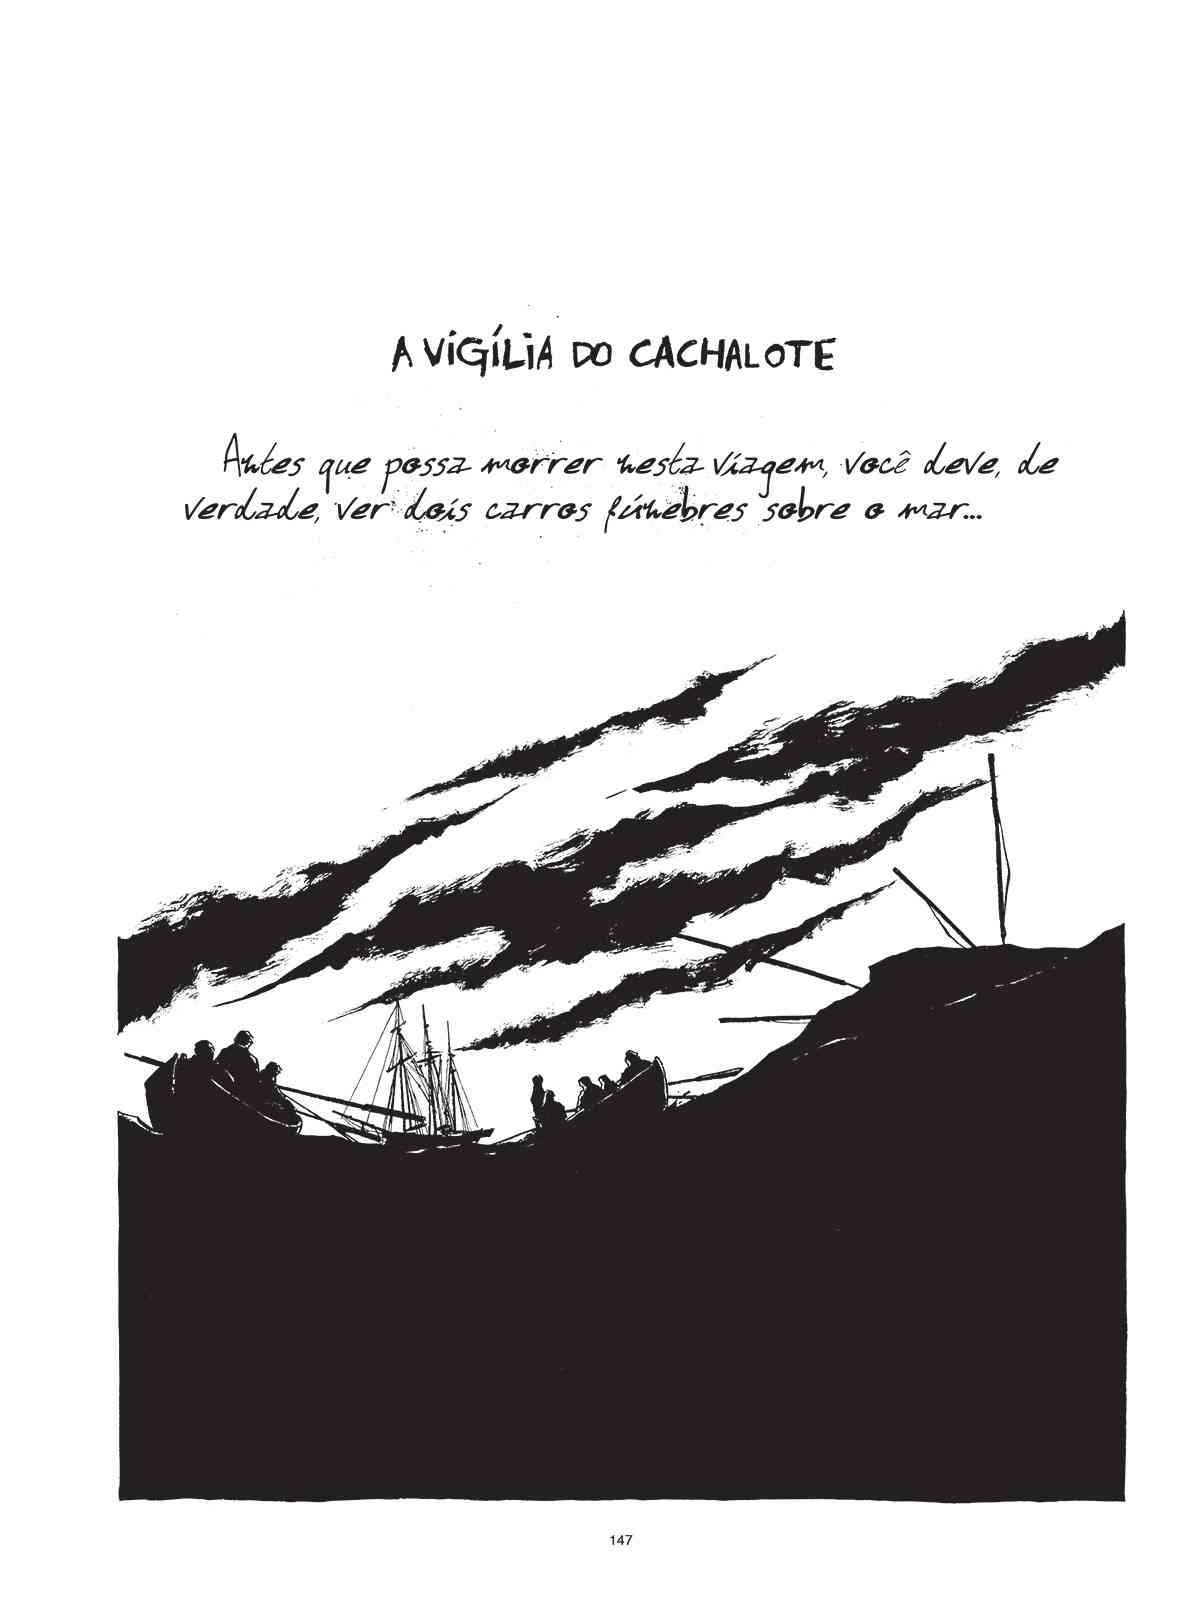 A VIGÍLIA DO CACHALOTE
Antes que possa morrer nesta viagem, você deve, de
verdade, ver dois carros fúnebres sobre o mar...
147